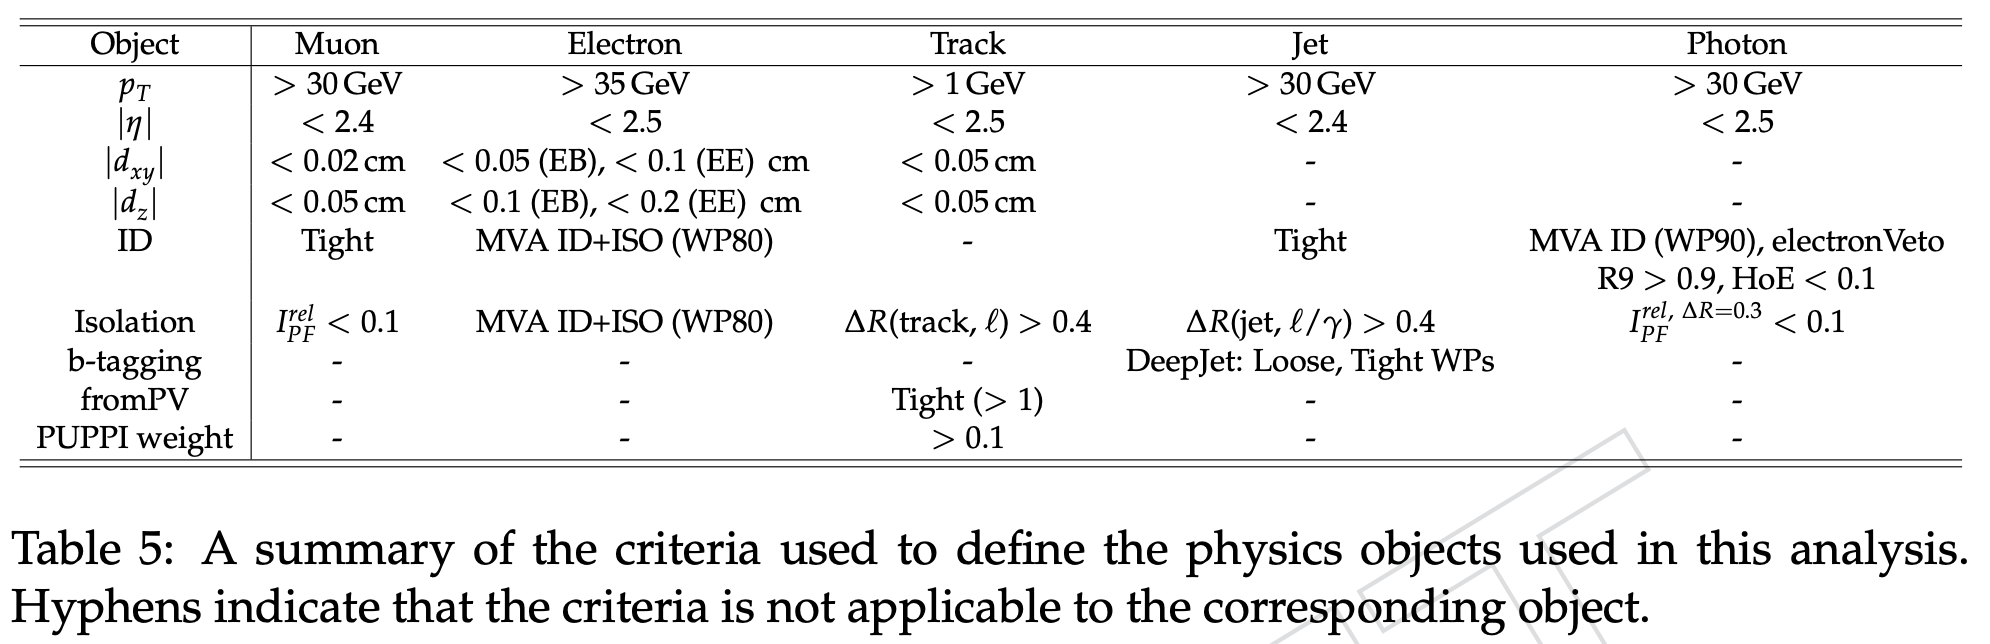 Object Muon Electron Track Jet Photon
p_T > 30 GeV > 35 GeV > 1 GeV > 30 GeV > 30 GeV
|η| < 2.4 < 2.5 < 2.5 < 2.4 < 2.5
|d_xy| < 0.02 cm < 0.05 (EB), < 0.1 (EE) cm < 0.05 cm - -
|d_z| < 0.05 cm < 0.1 (EB), < 0.2 (EE) cm < 0.05 cm - -
ID Tight MVA ID+ISO (WP80) - Tight MVA ID (WP90), electronVeto
R9 > 0.9, HoE < 0.1
Isolation I_PF^rel < 0.1 MVA ID+ISO (WP80) ΔR(track, ℓ) > 0.4 ΔR(jet, ℓ/γ) > 0.4 I_PF^rel, ΔR=0.3 < 0.1
b-tagging - - - DeepJet: Loose, Tight WPs -
fromPV - - Tight (> 1) - -
PUPPI weight - - > 0.1 - -
Table 5: A summary of the criteria used to define the physics objects used in this analysis.
Hyphens indicate that the criteria is not applicable to the corresponding object.